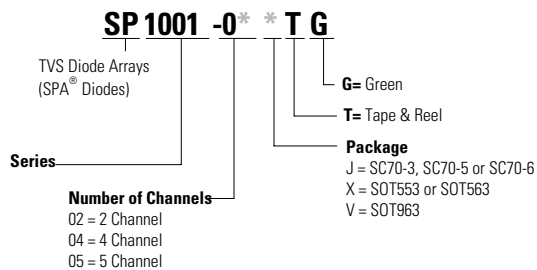 SP 1001 -0* * T G
TVS Diode Arrays
(SPA® Diodes)
G= Green
T= Tape & Reel
Series
Package
J = SC70-3, SC70-5 or SC70-6
X = SOT553 or SOT563
V = SOT963
Number of Channels
02 = 2 Channel
04 = 4 Channel
05 = 5 Channel